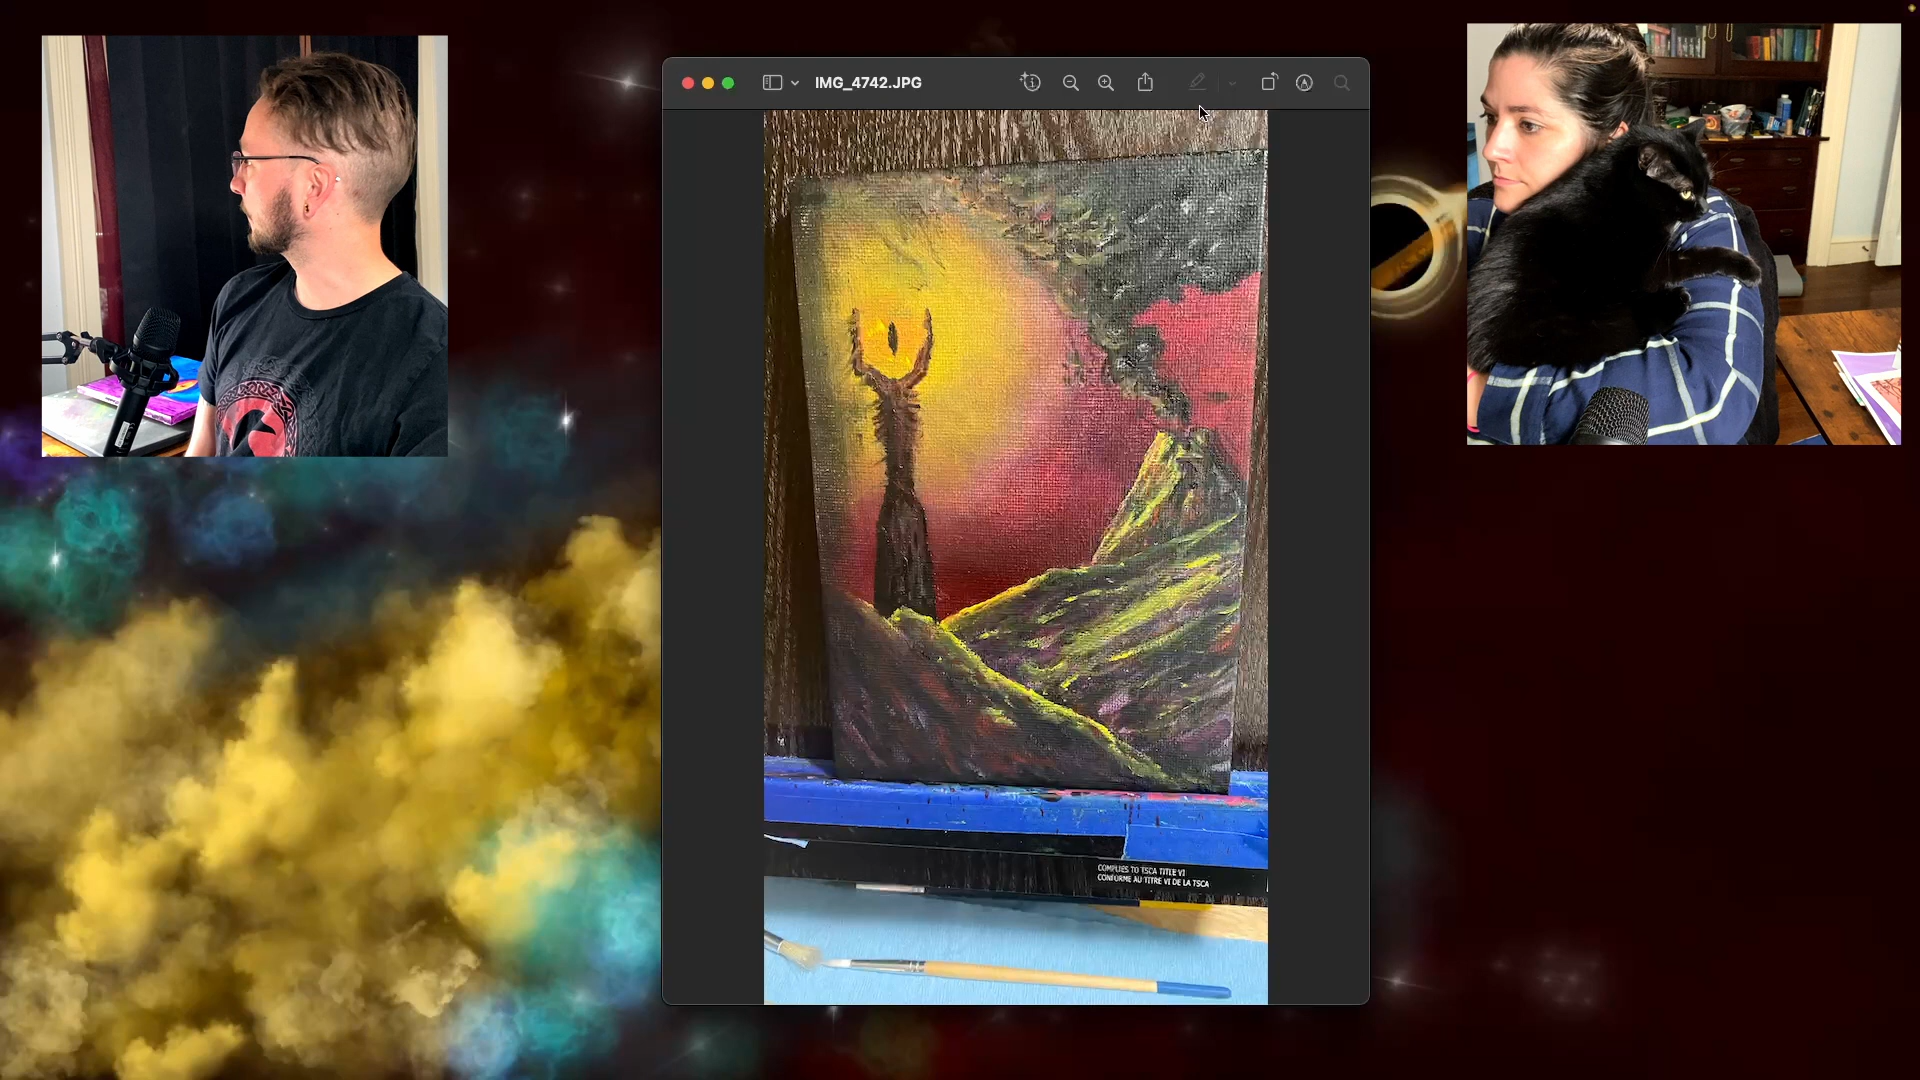 IMG_4742.JPG
COMPLIES TO TSCA TITLE VI
CONFORME AU TITRE VI DE LA TSCA